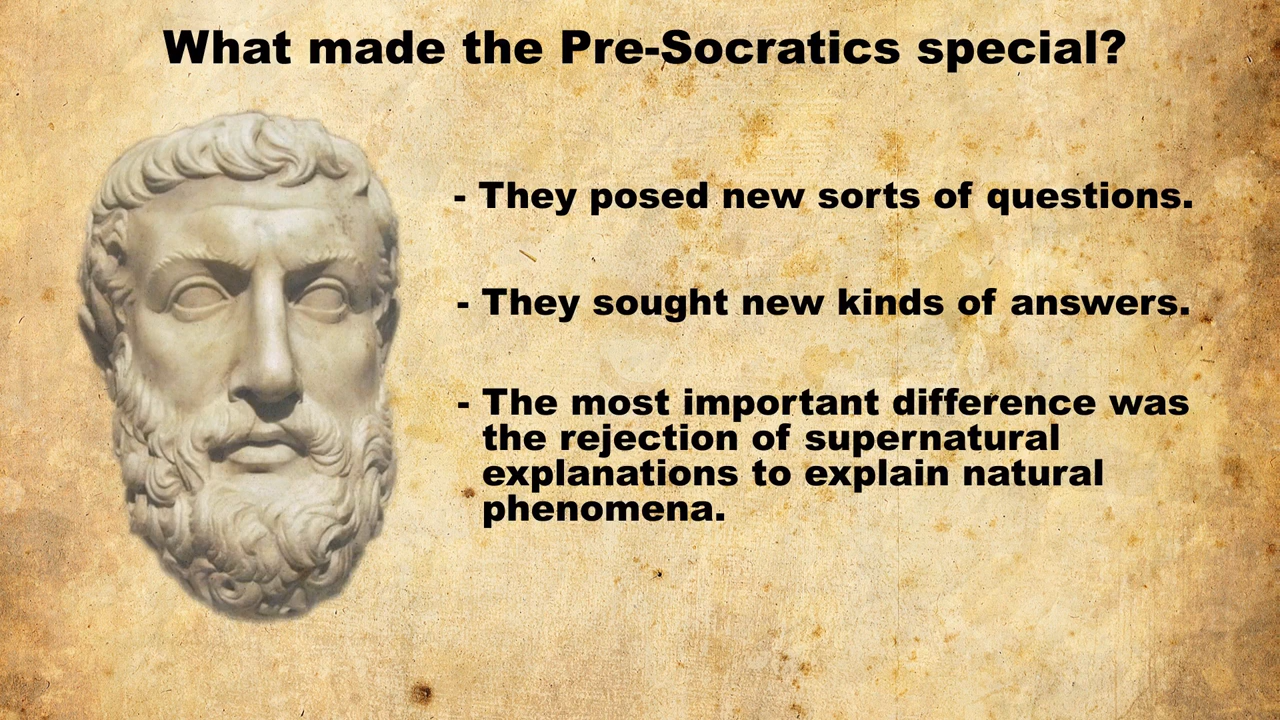 What made the Pre-Socratics special?
- They posed new sorts of questions.
- They sought new kinds of answers.
- The most important difference was
the rejection of supernatural
explanations to explain natural
phenomena.